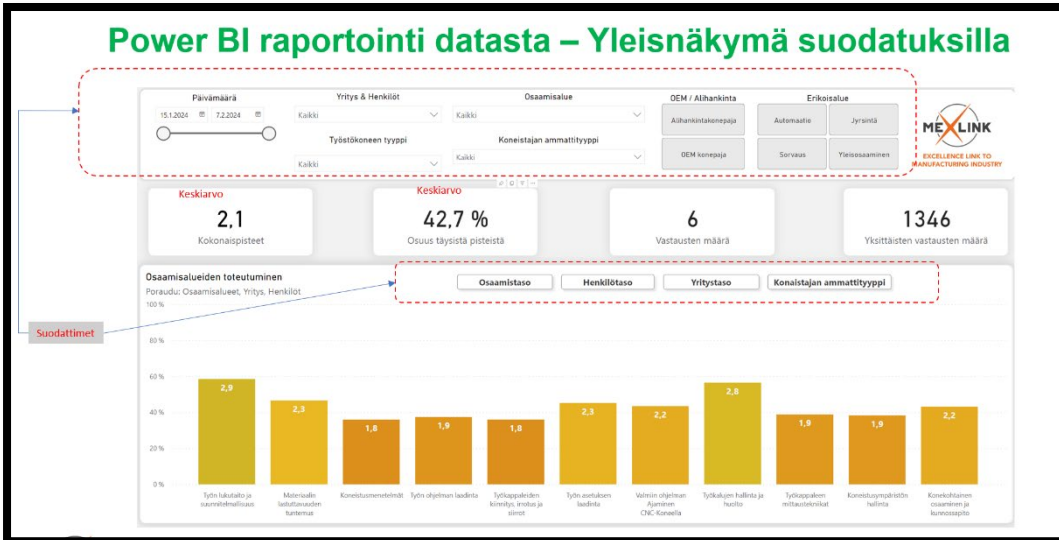 Power BI raportointi datasta – Yleisnäkymä suodatuksilla
Päivämäärä
15.1.2024
7.2.2024
Yritys & Henkilöt
Kaikki
Työstökoneen tyyppi
Kaikki
Osaamisalue
Kaikki
Koneistajan ammattityyppi
Kaikki
OEM / Alihankinta
Alihankintakonepaja
OEM konepaja
Erikoisalue
Automaatio
Jyrsintä
Sorvaus
Yleisosaaminen
MEXLINK
EXCELLENCE LINK TO
MANUFACTURING INDUSTRY
Keskiarvo
2,1
Kokonaispisteet
Keskiarvo
42,7 %
Osuus täysistä pisteistä
6
Vastausten määrä
1346
Yksittäisten vastausten määrä
Osaamisalueiden toteutuminen
Poraudu: Osaamisalueet, Yritys, Henkilöt
Osaamistaso
Henkilötaso
Yritystaso
Konaistajan ammattityyppi
Suodattimet
100 %
80 %
60 %
40 %
20 %
0 %
2,9
2,3
1,8
1,9
1,8
2,3
2,2
2,8
1,9
1,9
2,2
Työn lukutaito ja
suunnitelmallisuus
Materiaalin
lastuttavuuden
tuntemus
Koneistusmenetelmät
Työn ohjelman laadinta
Työkappaleiden
kiinnitys, irrotus ja
siirrot
Työn asetuksen
laadinta
Valmiin ohjelman
Ajaminen
CNC-Koneella
Työkalujen hallinta ja
huolto
Työkappaleen
mittaustekniikat
Koneistusympäristön
hallinta
Konekohtainen
osaaminen ja
kunnossapito